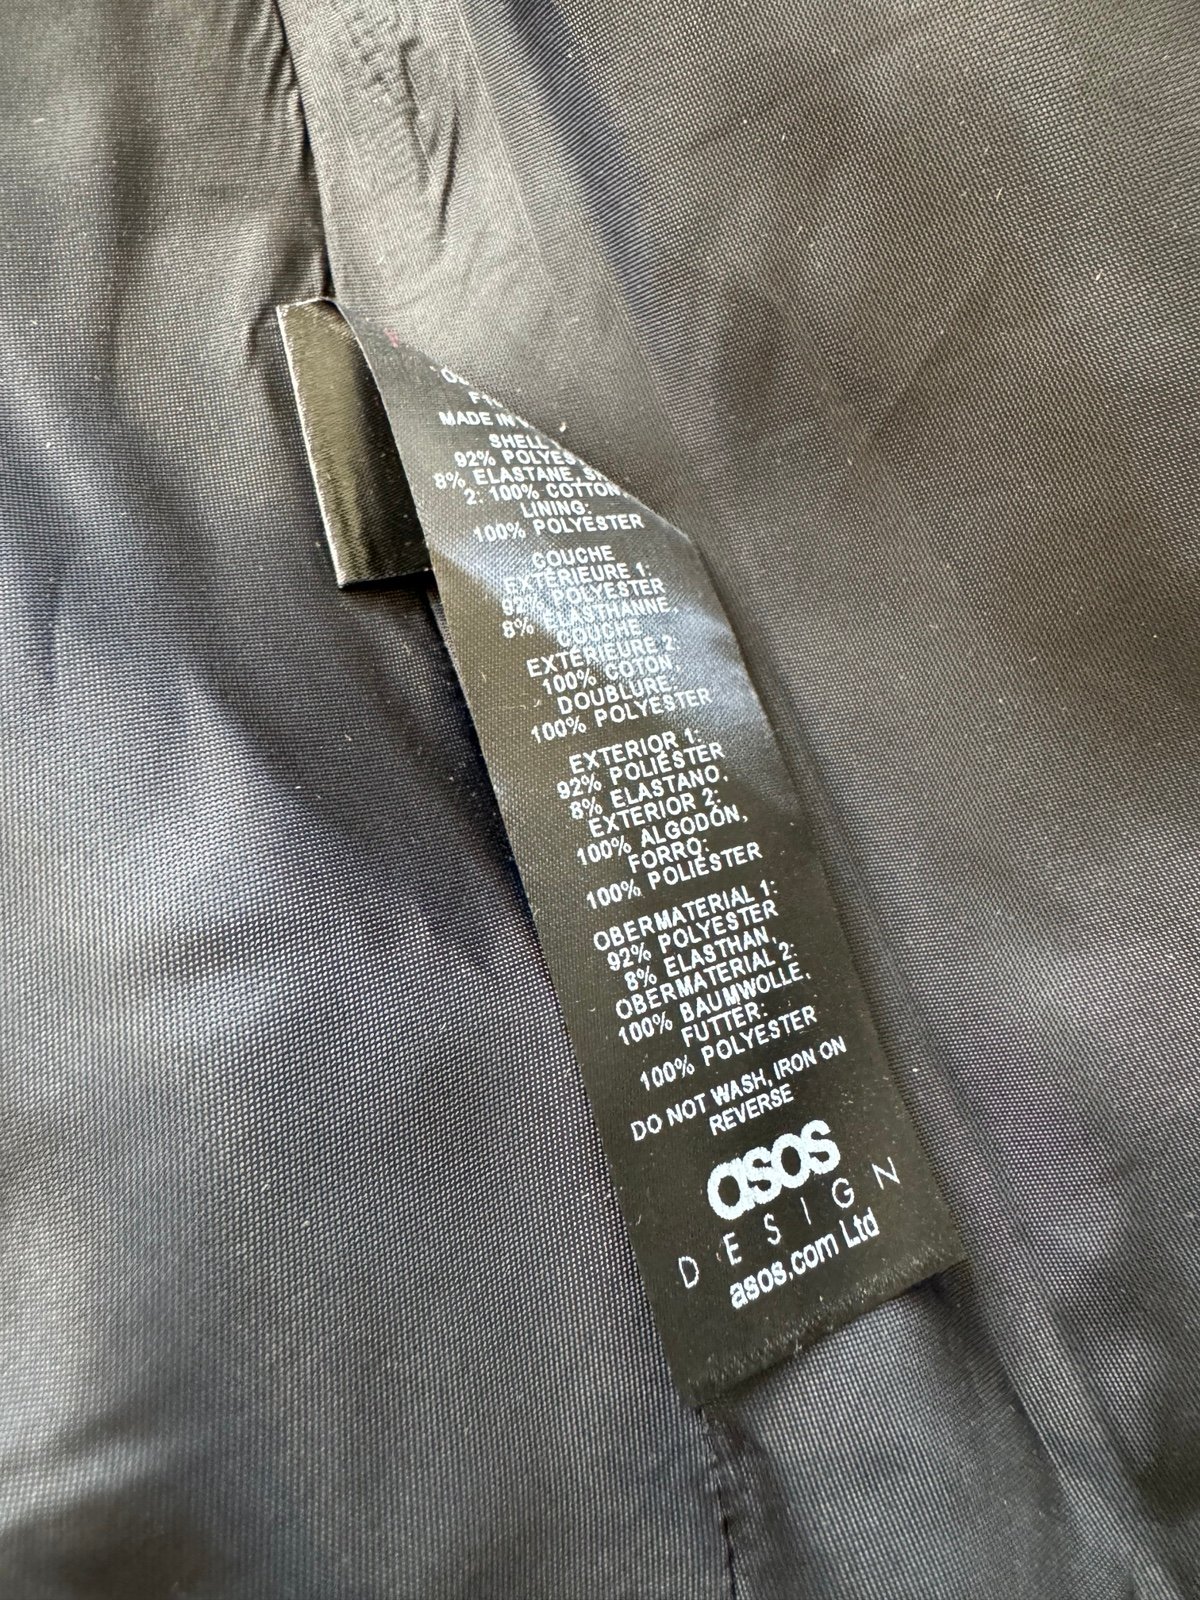 MADE IN
SHELL
92% POLYES
8% ELASTANE,
2: 100% COTTON,
LINING:
100% POLYESTER
COUCHE
EXTÉRIEURE 1:
92% POLYESTER
8% ÉLASTHANNE,
COUCHE
EXTÉRIEURE 2:
100% COTON,
DOUBLURE:
100% POLYESTER
EXTERIOR 1:
92% POLIÉSTER
8% ELASTANO,
EXTERIOR 2:
100% ALGODÓN,
FORRO:
100% POLIÉSTER
OBERMATERIAL 1:
92% POLYESTER
8% ELASTHAN,
OBERMATERIAL 2:
100% BAUMWOLLE,
FUTTER:
100% POLYESTER
DO NOT WASH, IRON ON
REVERSE
asos
DESIGN
asos.com Ltd